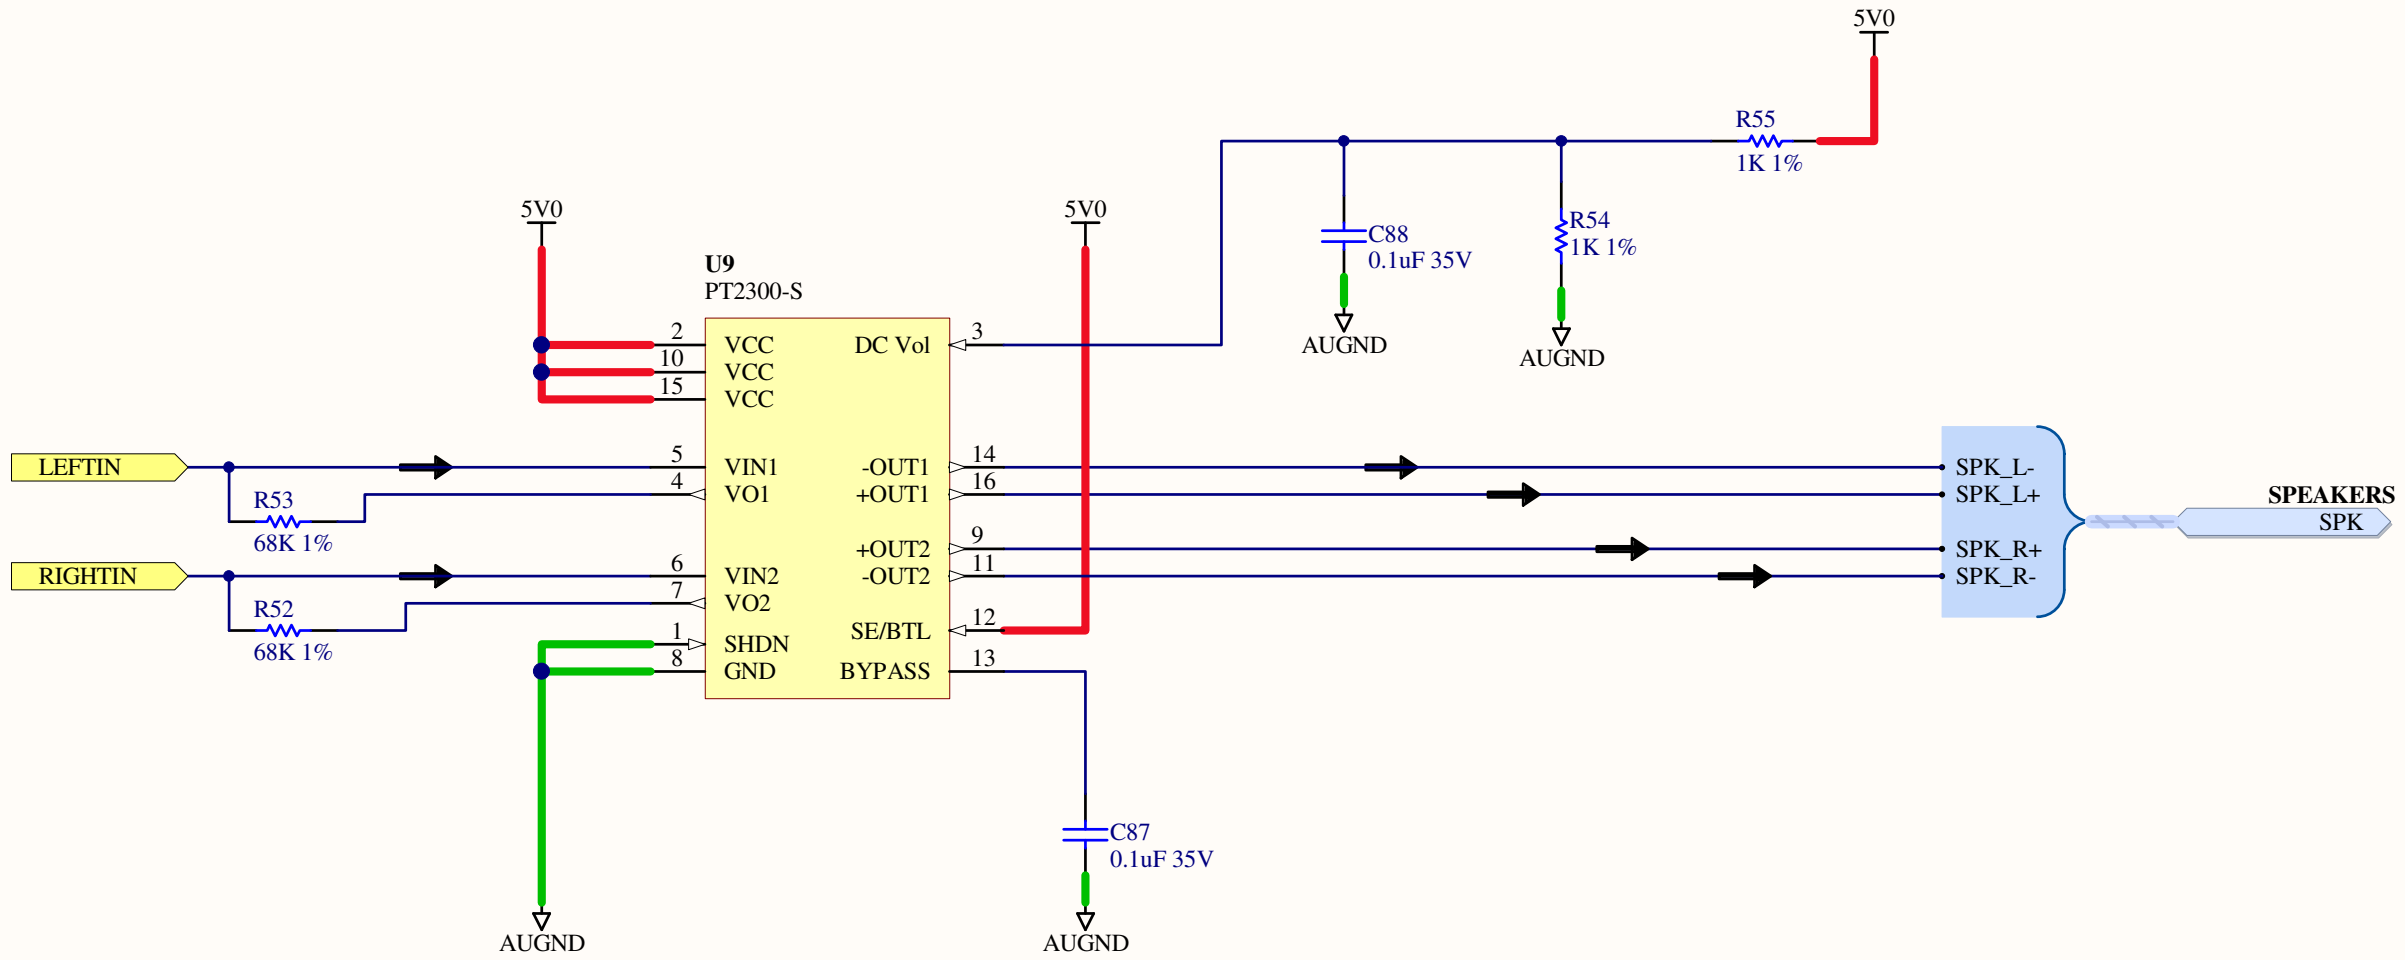 5V0
R55
1K 1%
5V0
5V0
C88
0.1uF 35V
R54
1K 1%
AUGND
AUGND
U9
PT2300-S
2 VCC
10 VCC
15 VCC
DC Vol 3
LEFTIN
5 VIN1
4 VO1
R53
68K 1%
-OUT1 14
+OUT1 16
+OUT2 9
-OUT2 11
SPK_L-
SPK_L+
SPK_R+
SPK_R-
SPEAKERS
SPK
RIGHTIN
6 VIN2
7 VO2
R52
68K 1%
1 SHDN
8 GND
SE/BTL 12
BYPASS 13
C87
0.1uF 35V
AUGND
AUGND